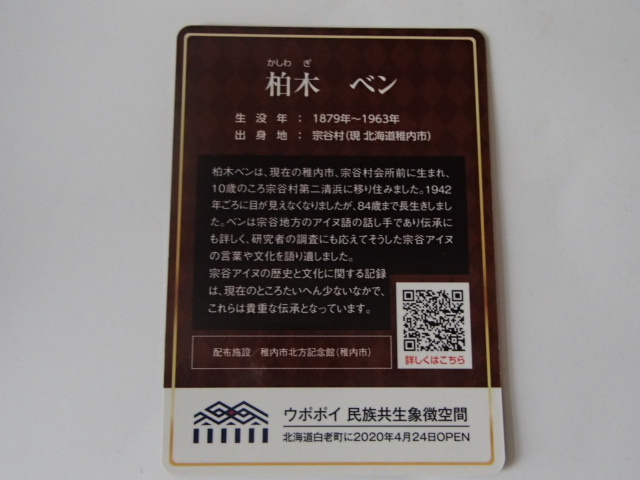 かしわ ぎ
柏木 ベン
生没年：1879年〜1963年
出身地：宗谷村(現 北海道稚内市)
柏木ベンは、現在の稚内市、宗谷村会所前に生まれ、
10歳のころ宗谷村第二清浜に移り住みました。1942
年ごろに目が見えなくなりましたが、84歳まで長生きしまし
た。ベンは宗谷地方のアイヌ語の話し手であり伝承に
も詳しく、研究者の調査にも応えてそうした宗谷アイヌ
の言葉や文化を語り遺しました。
宗谷アイヌの歴史と文化に関する記録
は、現在のところたいへん少ないなかで、
これらは貴重な伝承となっています。
詳しくはこちら
配布施設／稚内市北方記念館(稚内市)
ウポポイ 民族共生象徴空間
北海道白老町に2020年4月24日OPEN